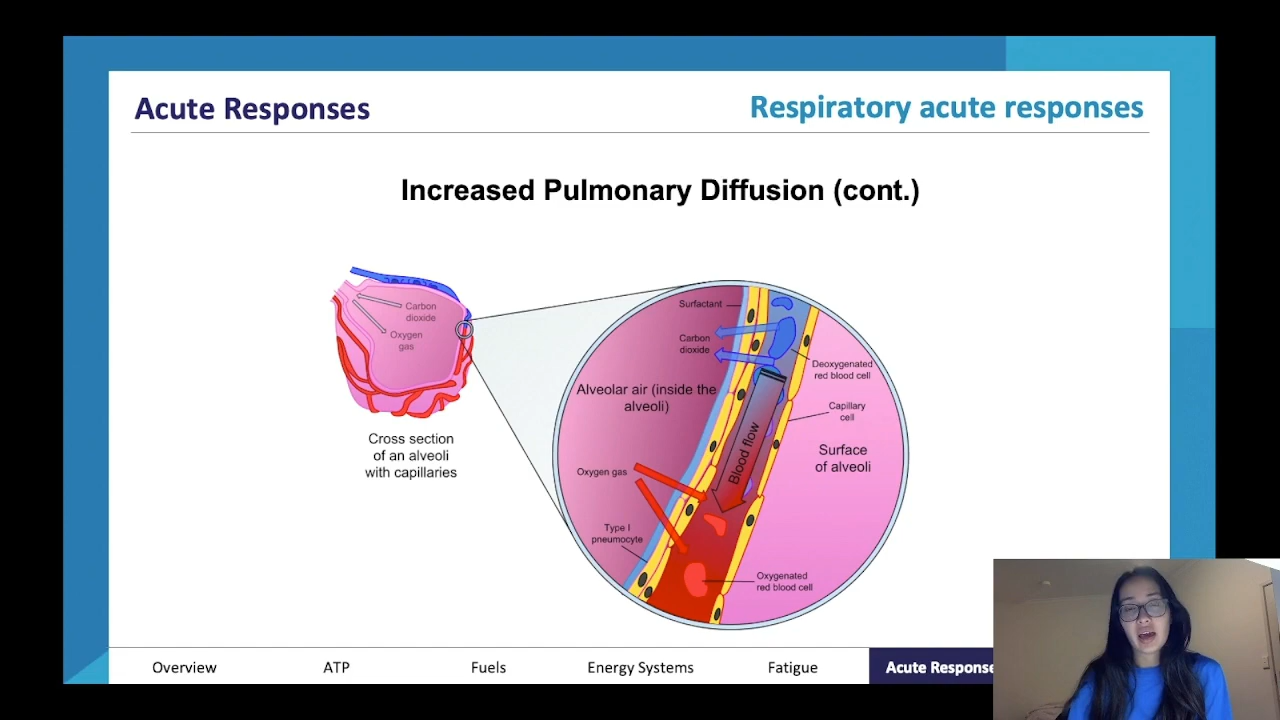 Acute Responses
Respiratory acute responses
Increased Pulmonary Diffusion (cont.)
Carbon
dioxide
Oxygen
gas
Cross section
of an alveoli
with capillaries
Surfactant
Carbon
dioxide
Alveolar air (inside the
alveoli)
Oxygen gas
Type I
pneumocyte
Blood flow
Deoxygenated
red blood cell
Capillary
cell
Surface
of alveoli
Oxygenated
red blood cell
Overview
ATP
Fuels
Energy Systems
Fatigue
Acute Response